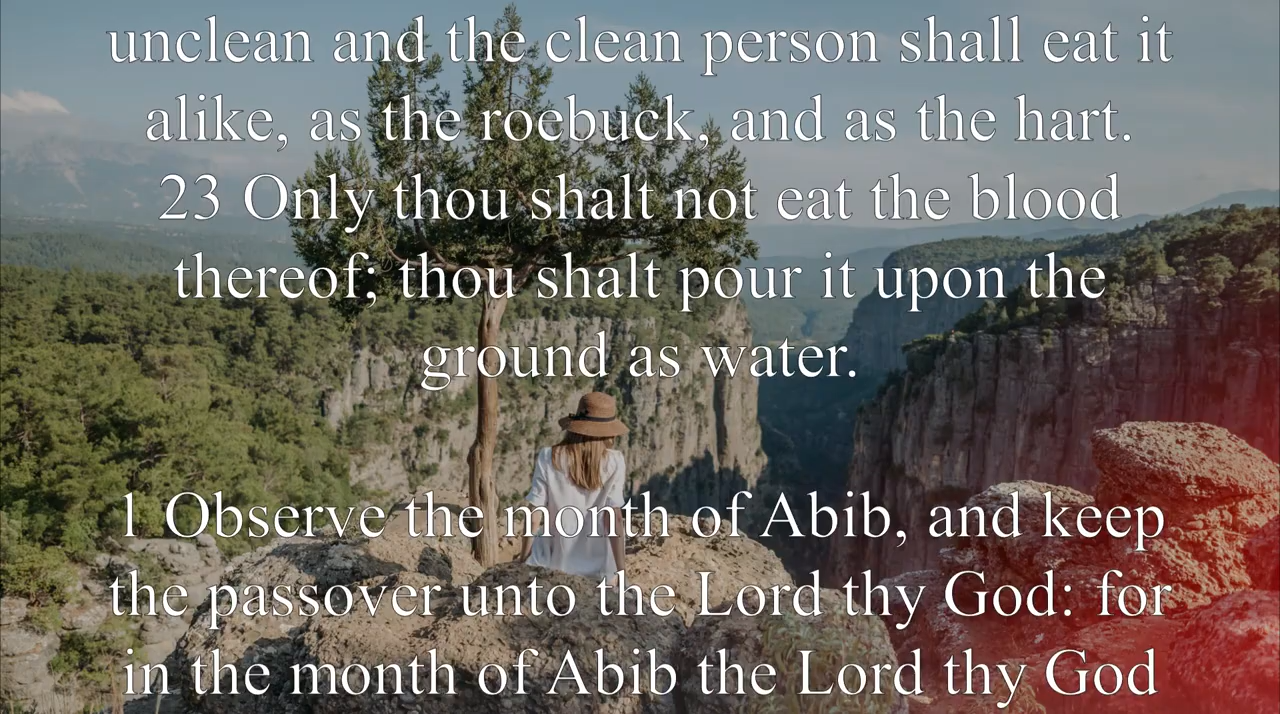 unclean and the clean person shall eat it
alike, as the roebuck, and as the hart.
23 Only thou shalt not eat the blood
thereof; thou shalt pour it upon the
ground as water.
1 Observe the month of Abib, and keep
the passover unto the Lord thy God: for
in the month of Abib the Lord thy God